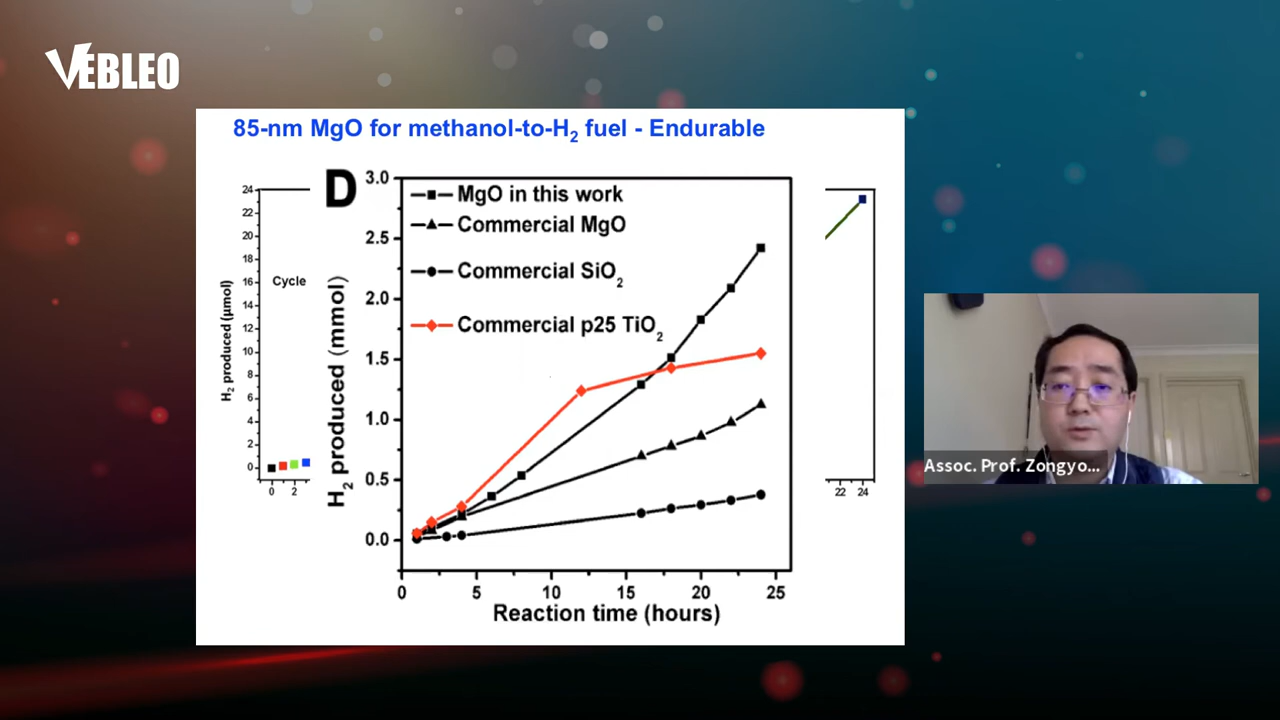 VEBLEO
85-nm MgO for methanol-to-H2 fuel - Endurable
D
MgO in this work
Commercial MgO
Commercial SiO2
Commercial p25 TiO2
H2 produced (mmol)
3.0
2.5
2.0
1.5
1.0
0.5
0.0
0 5 10 15 20 25
Reaction time (hours)
H2 produced (μmol)
24
22
20
18
16
14
12
10
8
6
4
2
0
Cycle
0 2
22 24
Assoc. Prof. Zongyo...